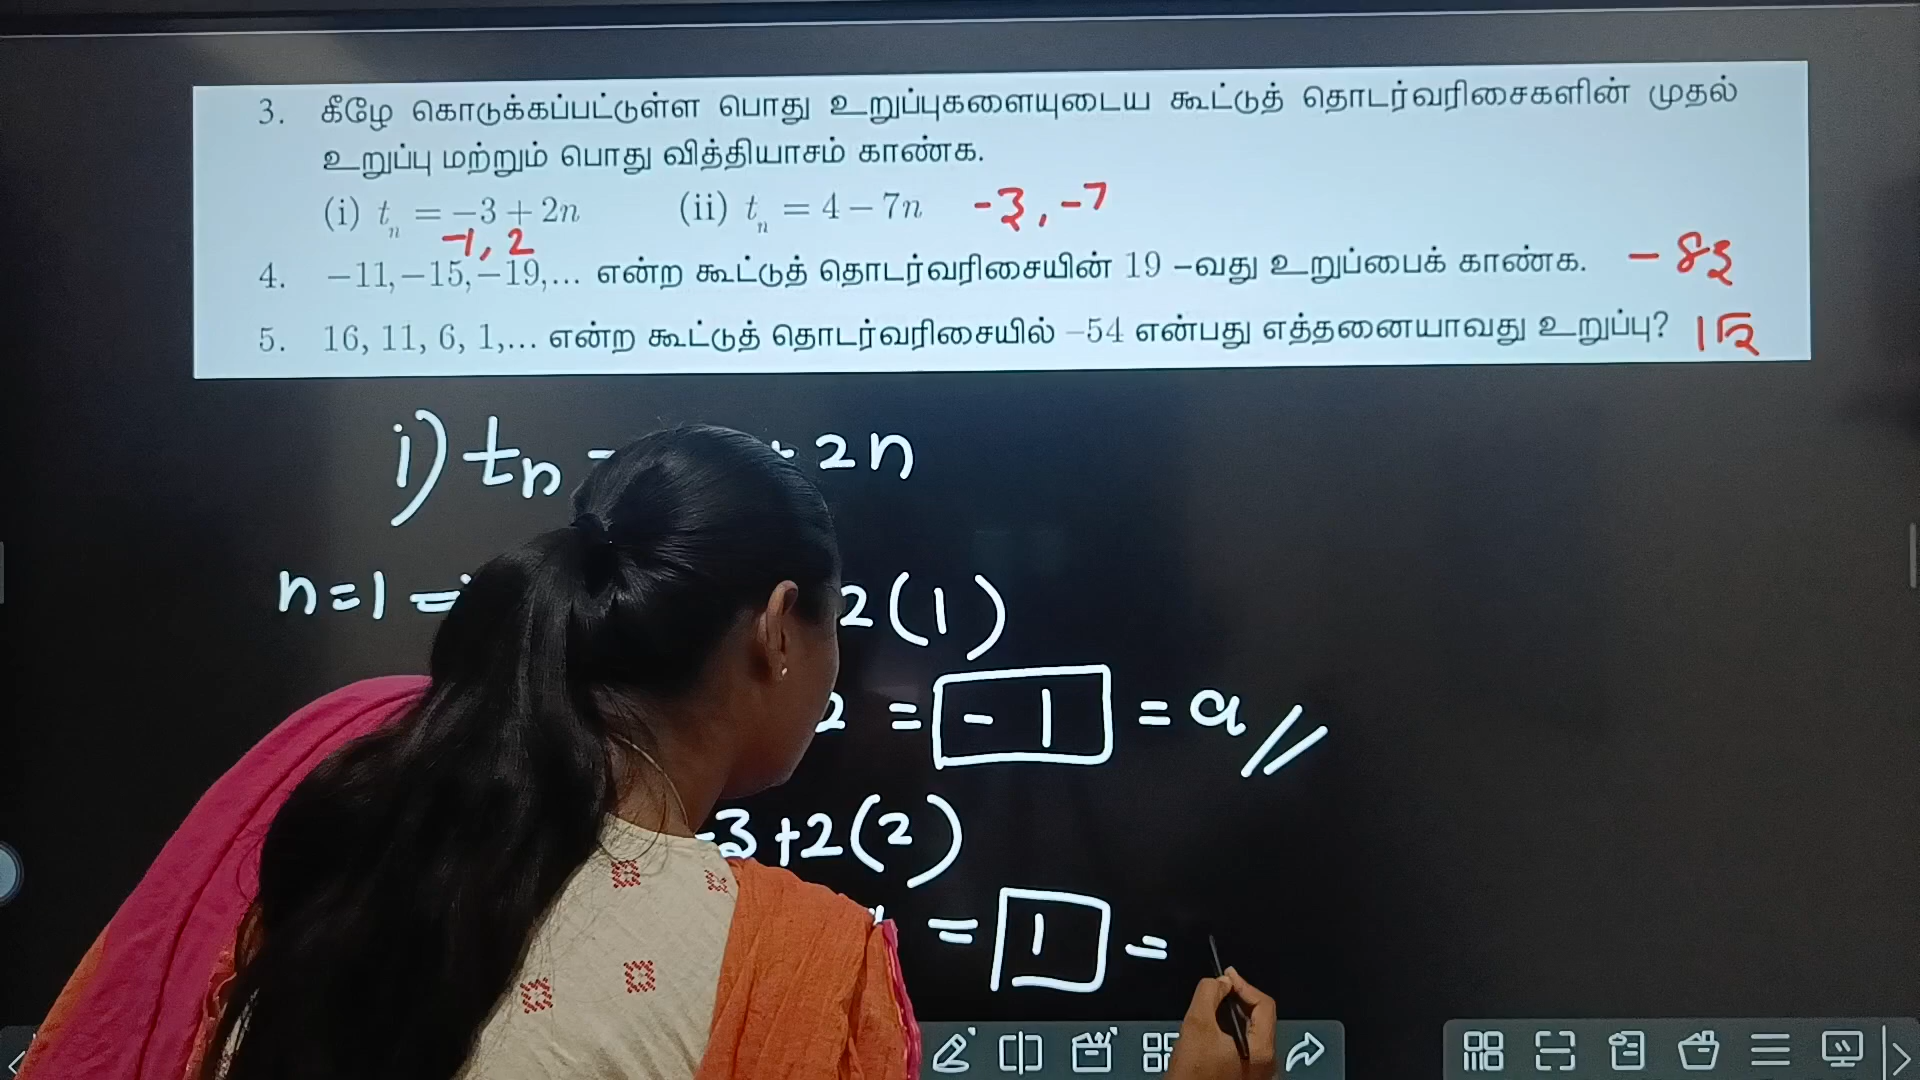 3. கீழே கொடுக்கப்பட்டுள்ள பொது உறுப்புகளையுடைய கூட்டுத் தொடர்வரிசைகளின் முதல்
உறுப்பு மற்றும் பொது வித்தியாசம் காண்க.
(i) tₙ = −3 + 2n (ii) tₙ = 4 − 7n -3, -7
-1, 2
4. −11, −15, −19,... என்ற கூட்டுத் தொடர்வரிசையின் 19 −வது உறுப்பைக் காண்க. - 83
5. 16, 11, 6, 1,... என்ற கூட்டுத் தொடர்வரிசையில் −54 என்பது எத்தனையாவது உறுப்பு? 15
i) tn + 2n
n=1 2(1)
2 = -1 = a //
-3+2(2)
= 1 =